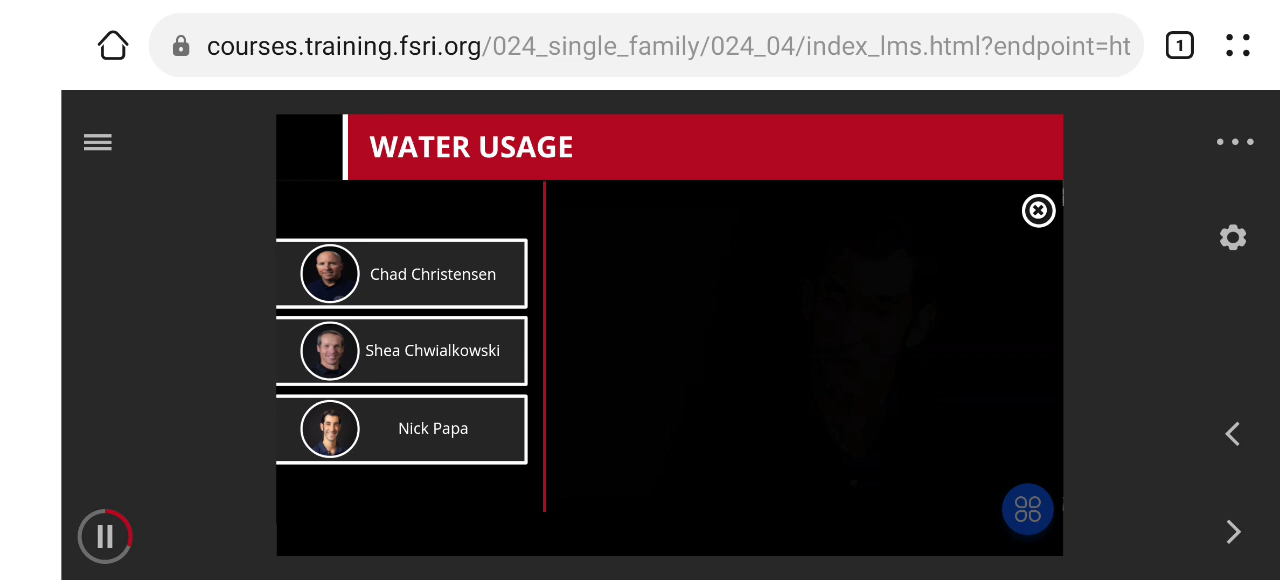 courses.training.fsri.org/024_single_family/024_04/index_lms.html?endpoint=ht
1
WATER USAGE
Chad Christensen
Shea Chwialkowski
Nick Papa